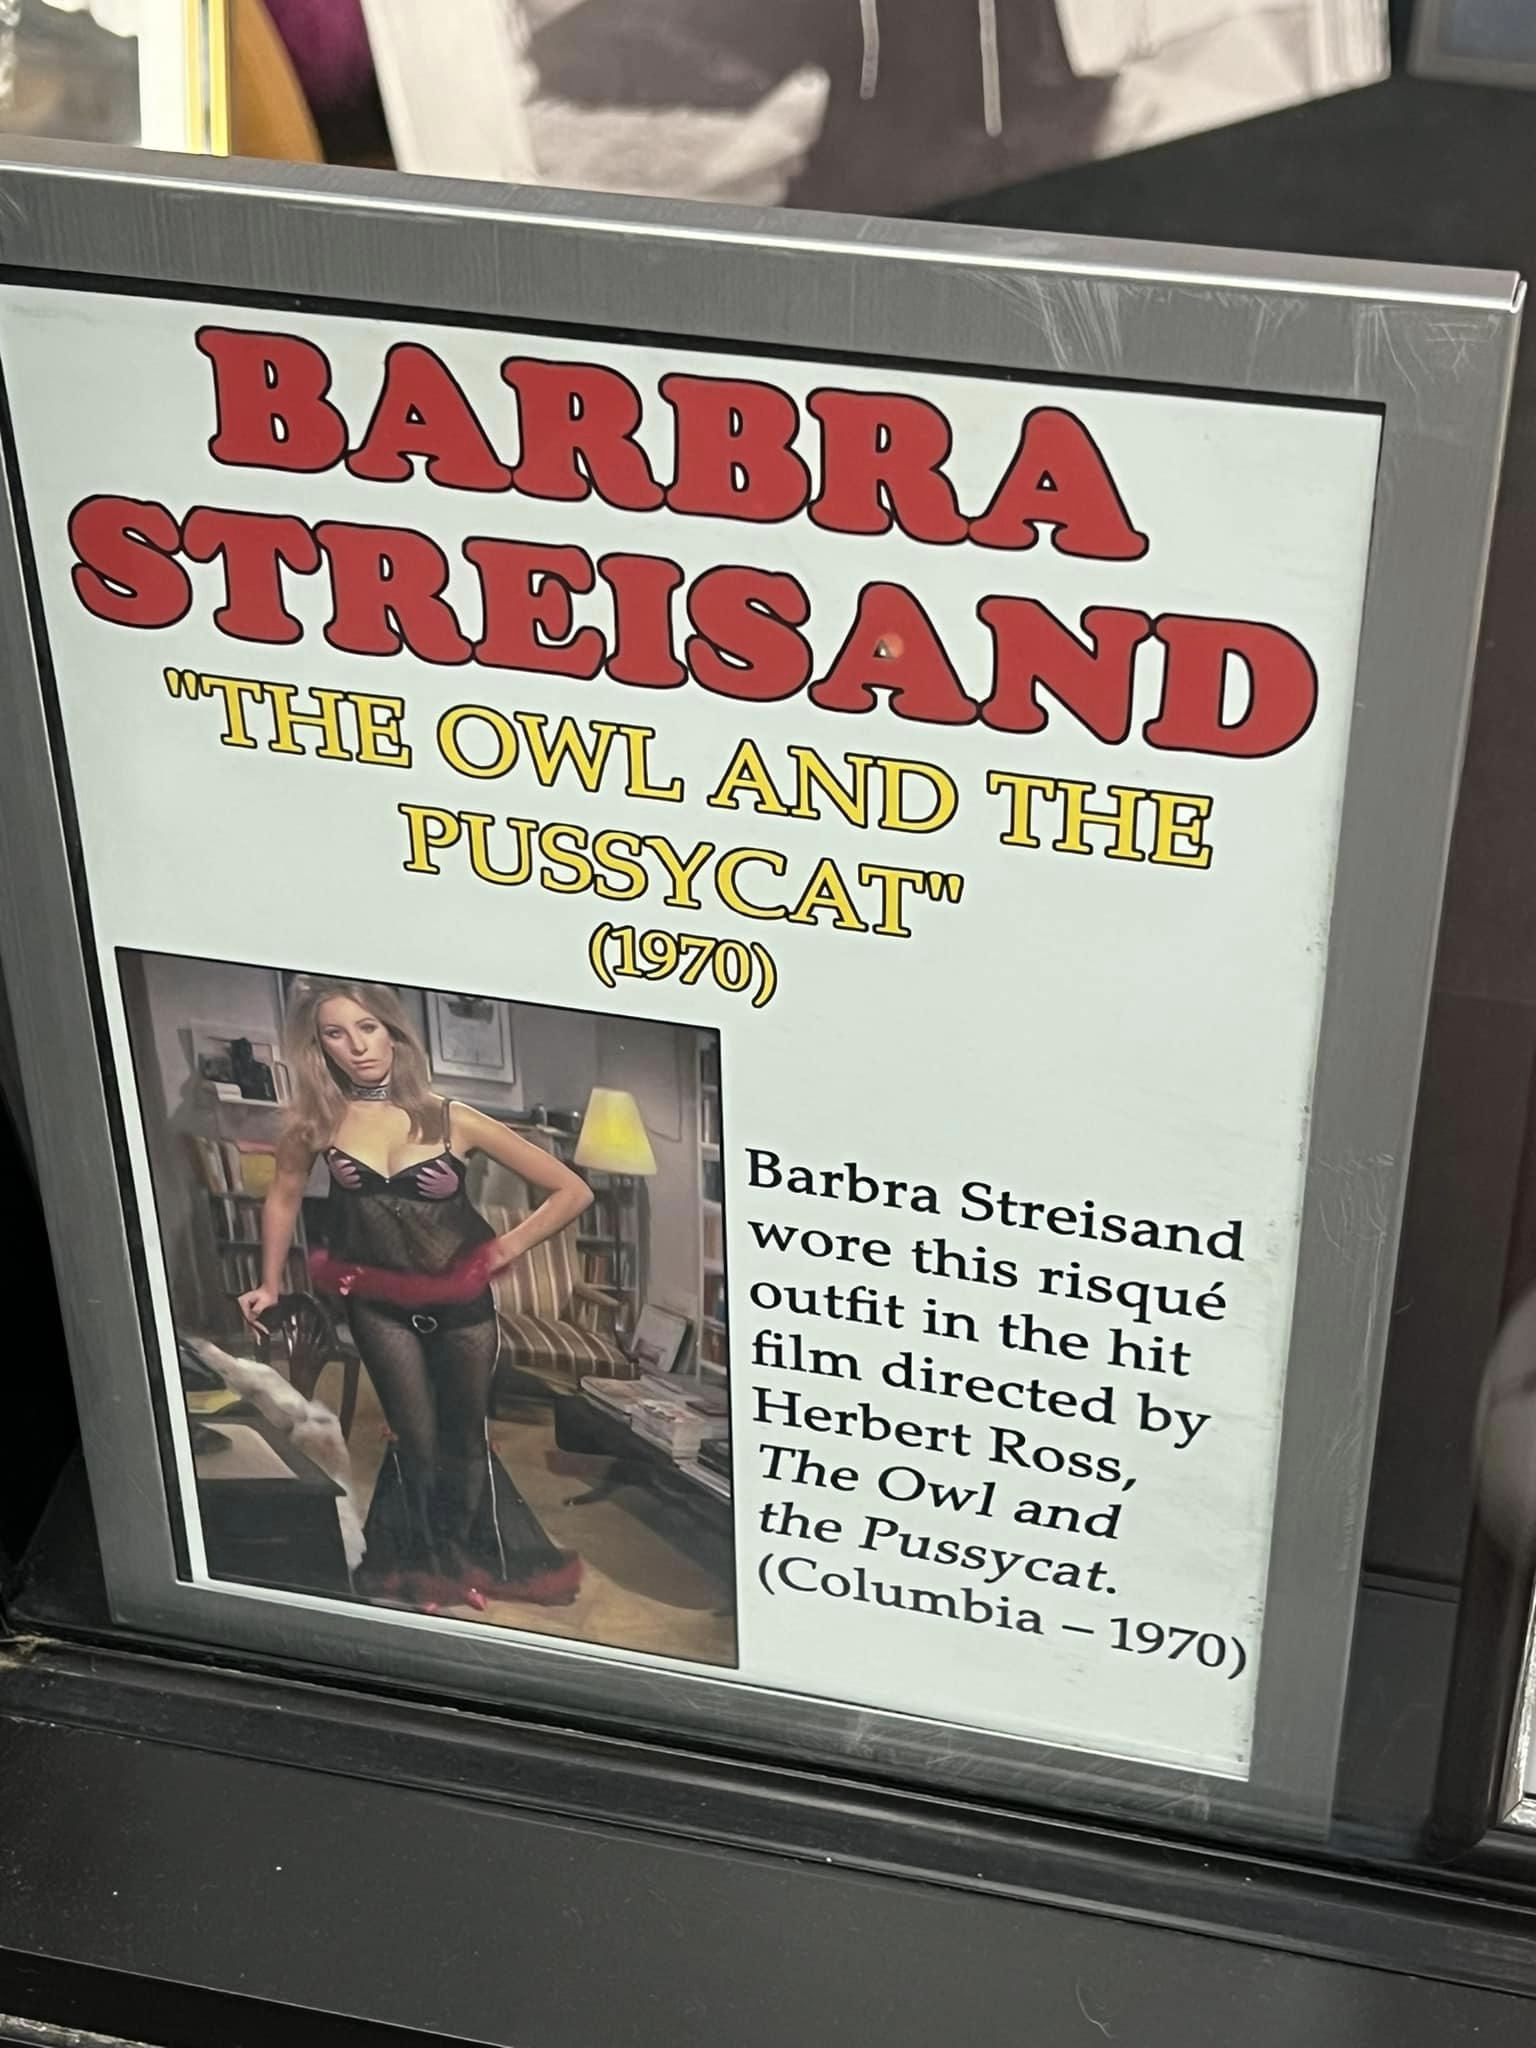 BARBRA
STREISAND
"THE OWL AND THE
PUSSYCAT"
(1970)
Barbra Streisand
wore this risqué
outfit in the hit
film directed by
Herbert Ross,
The Owl and
the Pussycat.
(Columbia – 1970)